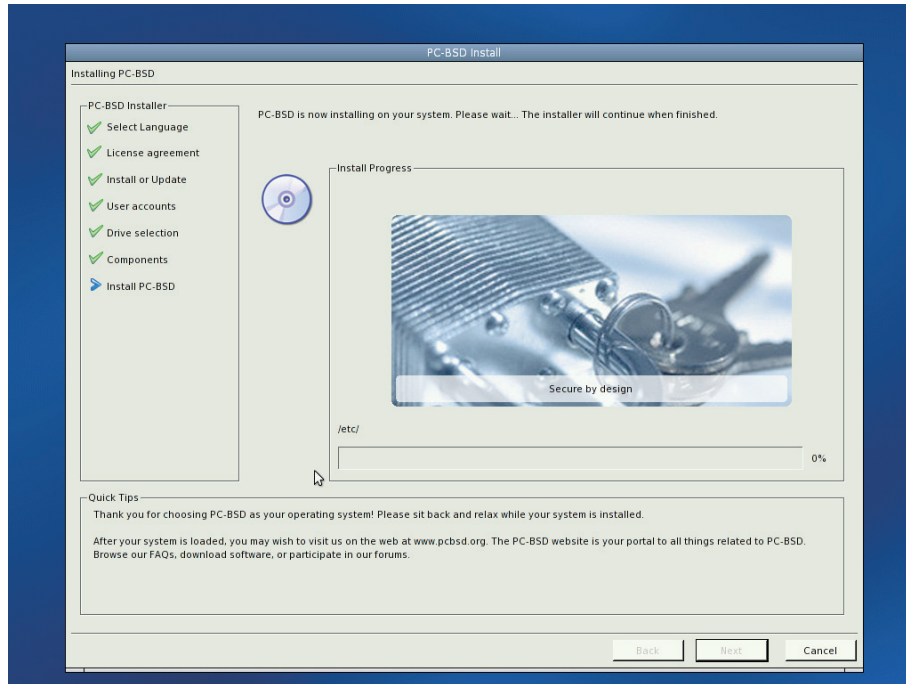 PC-BSD Install
Installing PC-BSD
PC-BSD Installer
Select Language
License agreement
Install or Update
User accounts
Drive selection
Components
Install PC-BSD
PC-BSD is now installing on your system. Please wait... The installer will continue when finished.
Install Progress
Secure by design
/etc/
0%
Quick Tips
Thank you for choosing PC-BSD as your operating system! Please sit back and relax while your system is installed.
After your system is loaded, you may wish to visit us on the web at www.pcbsd.org. The PC-BSD website is your portal to all things related to PC-BSD.
Browse our FAQs, download software, or participate in our forums.
Back
Next
Cancel